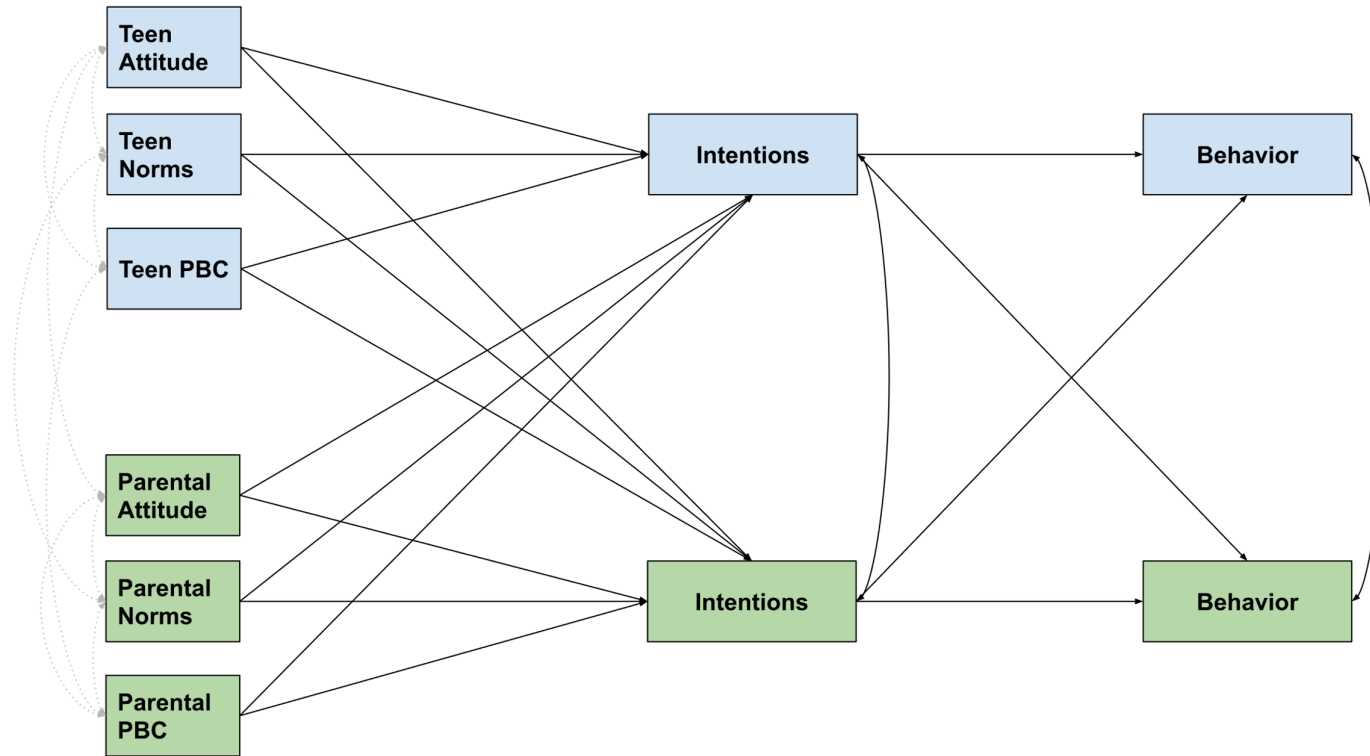 Teen
Attitude
Teen
Norms
Intentions
Behavior
Teen PBC
Parental
Attitude
Parental
Norms
Intentions
Behavior
Parental
PBC